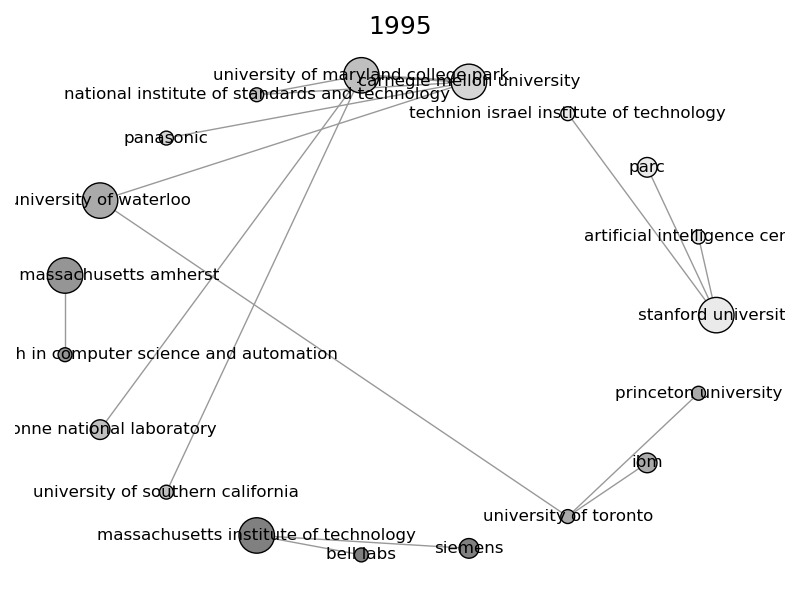 1995
university of maryland college park
carnegie mellon university
national institute of standards and technology
technion israel institute of technology
panasonic
parc
university of waterloo
artificial intelligence cer
massachusetts amherst
stanford universit
h in computer science and automation
princeton university
onne national laboratory
ibm
university of southern california
university of toronto
massachusetts institute of technology
bell labs
siemens